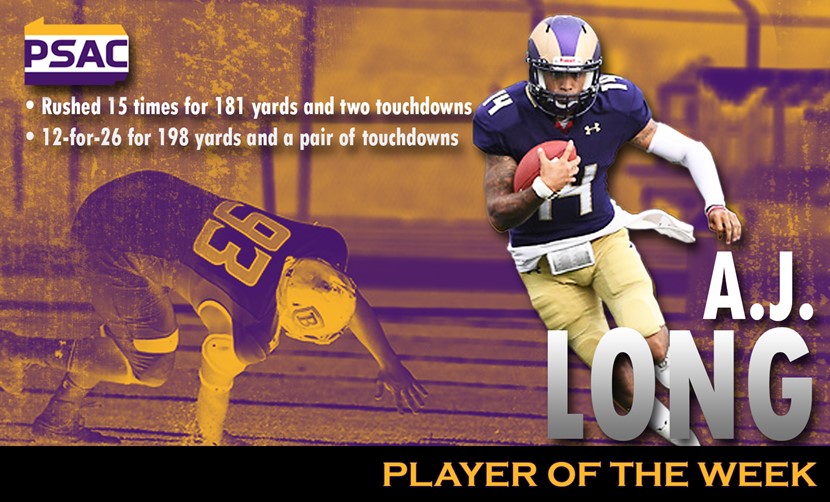 PSAC
• Rushed 15 times for 181 yards and two touchdowns
• 12-for-26 for 198 yards and a pair of touchdowns
14
14
93
B
A.J.
LONG
PLAYER OF THE WEEK